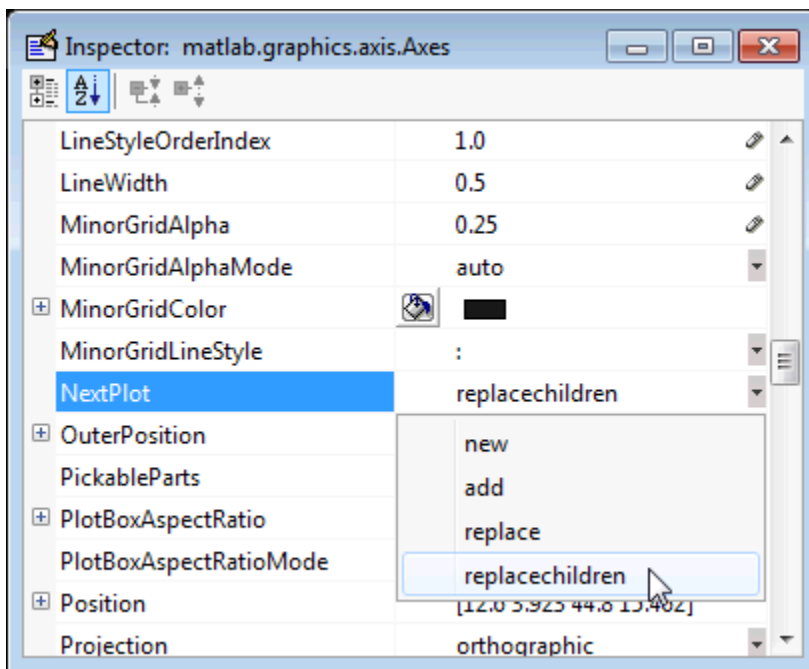 Inspector: matlab.graphics.axis.Axes
LineStyleOrderIndex 1.0
LineWidth 0.5
MinorGridAlpha 0.25
MinorGridAlphaMode auto
MinorGridColor
MinorGridLineStyle :
NextPlot replacechildren
OuterPosition
new
PickableParts
add
PlotBoxAspectRatio
replace
PlotBoxAspectRatioMode
replacechildren
Position
Projection orthographic